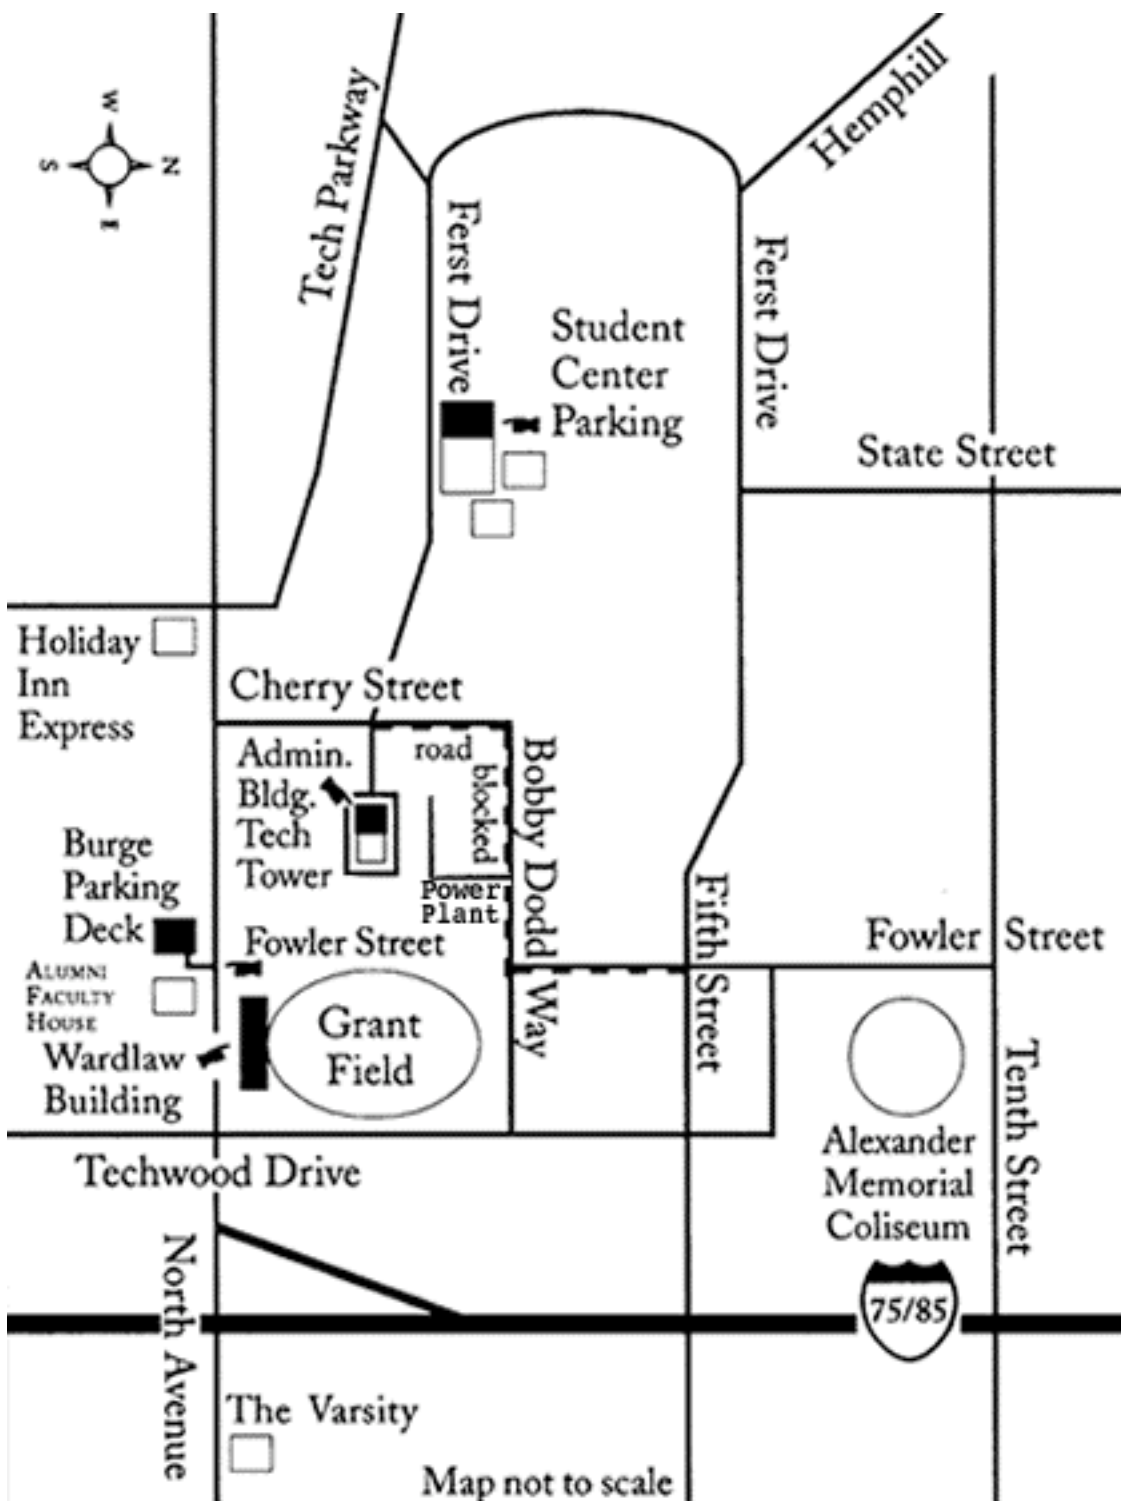 W
S
N
E
Tech Parkway
Hemphill
Ferst Drive
Ferst Drive
Student
Center
Parking
State Street
Holiday
Inn
Express
Cherry Street
Admin.
Bldg.
Tech
Tower
road
blocked
Bobby Dodd Way
Power
Plant
Burge
Parking
Deck
Fowler Street
Fifth Street
Fowler Street
ALUMNI
FACULTY
HOUSE
Wardlaw
Building
Grant
Field
Tenth Street
Alexander
Memorial
Coliseum
Techwood Drive
North Avenue
75/85
The Varsity
Map not to scale